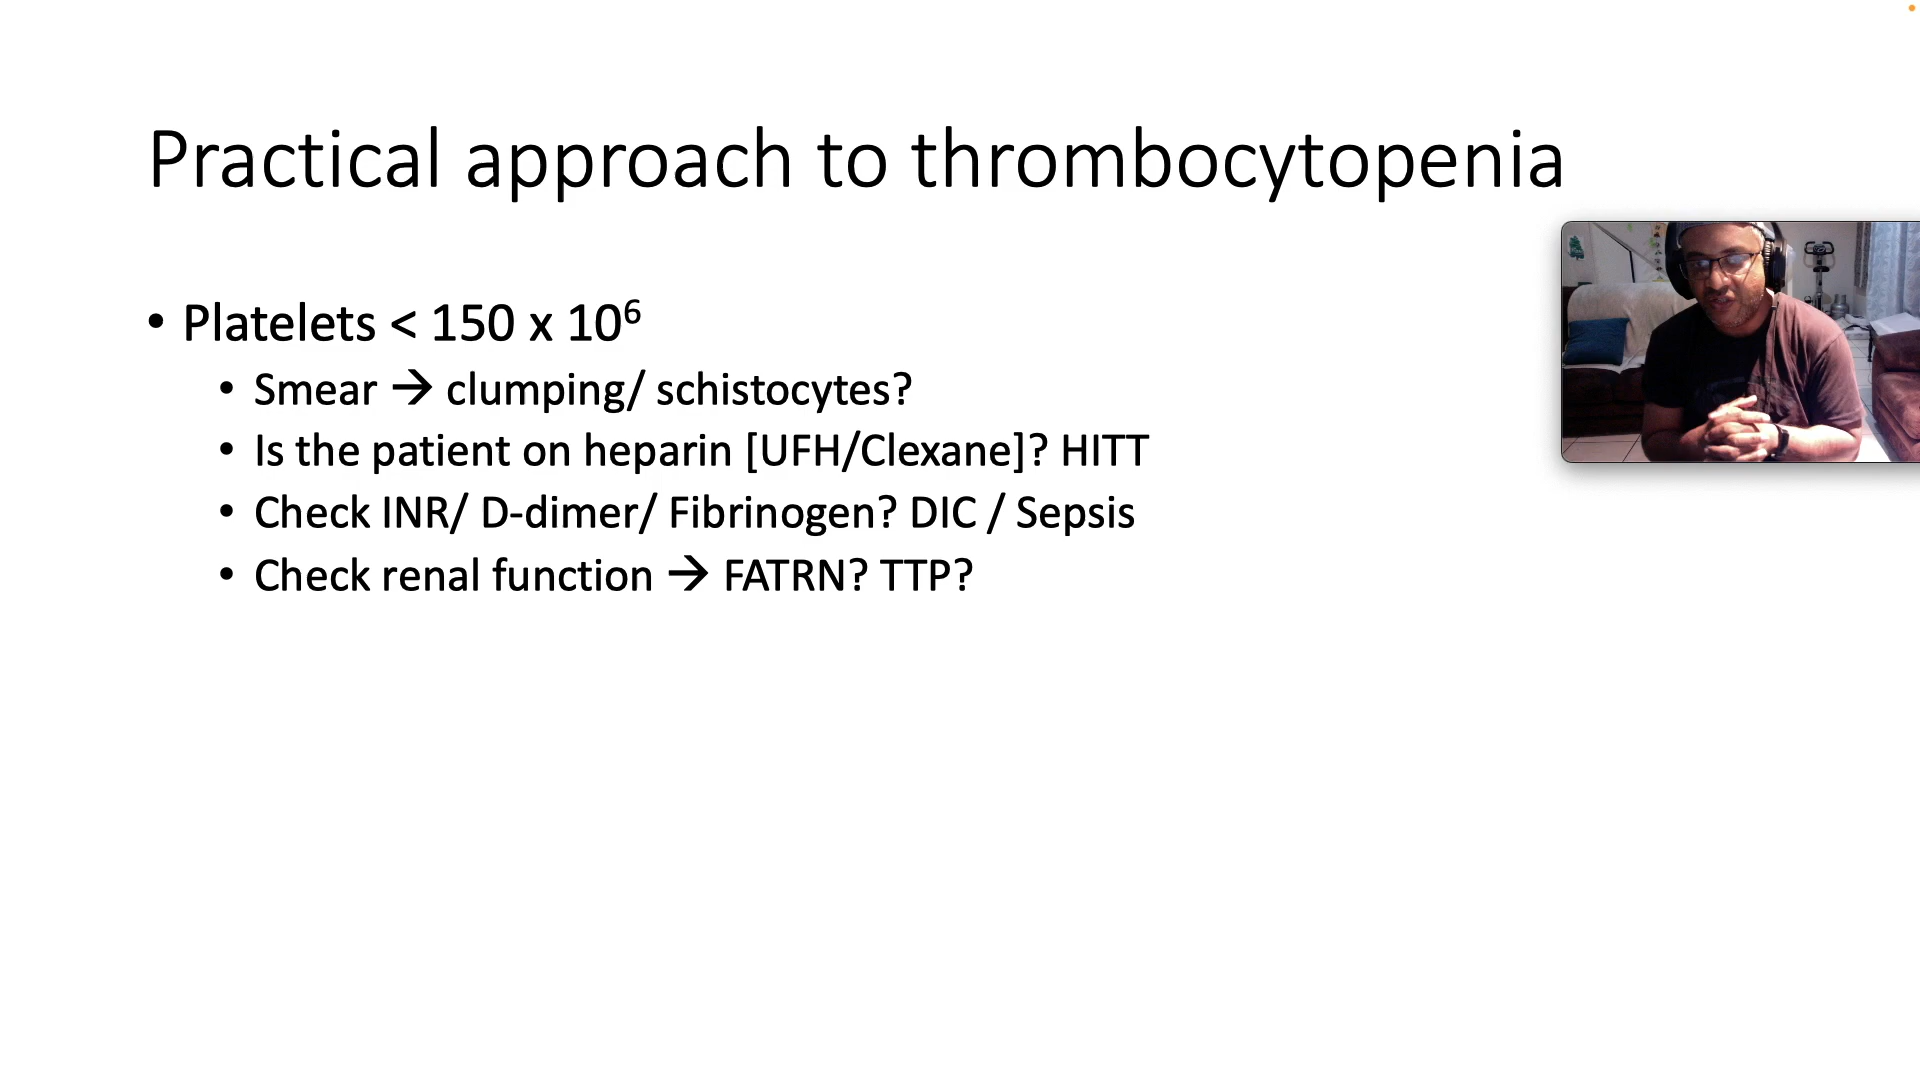 Practical approach to thrombocytopenia
• Platelets < 150 x 10⁶
• Smear → clumping/ schistocytes?
• Is the patient on heparin [UFH/Clexane]? HITT
• Check INR/ D-dimer/ Fibrinogen? DIC / Sepsis
• Check renal function → FATRN? TTP?